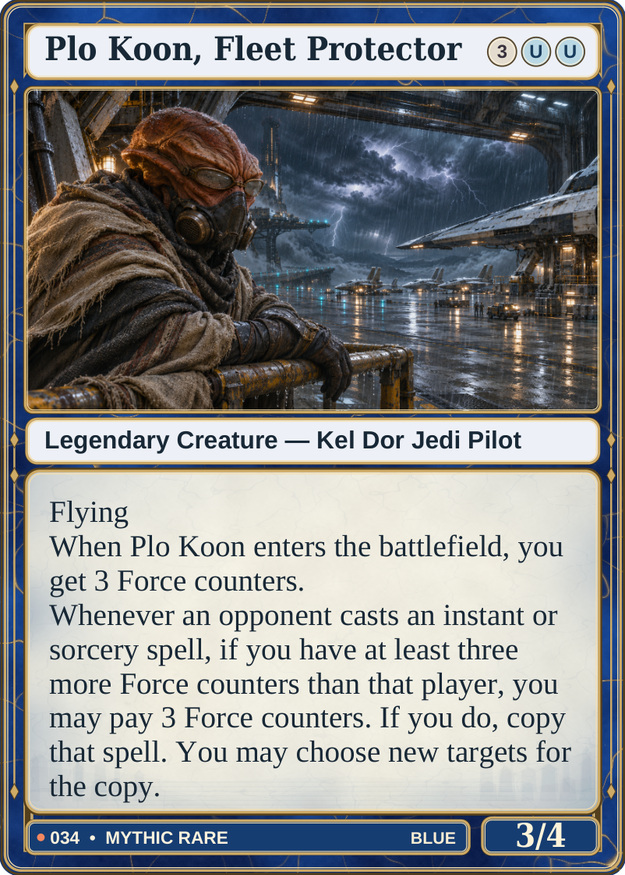 Plo Koon, Fleet Protector 3 U U
Legendary Creature — Kel Dor Jedi Pilot
Flying
When Plo Koon enters the battlefield, you
get 3 Force counters.
Whenever an opponent casts an instant or
sorcery spell, if you have at least three
more Force counters than that player, you
may pay 3 Force counters. If you do, copy
that spell. You may choose new targets for
the copy.
• 034 • MYTHIC RARE BLUE 3/4